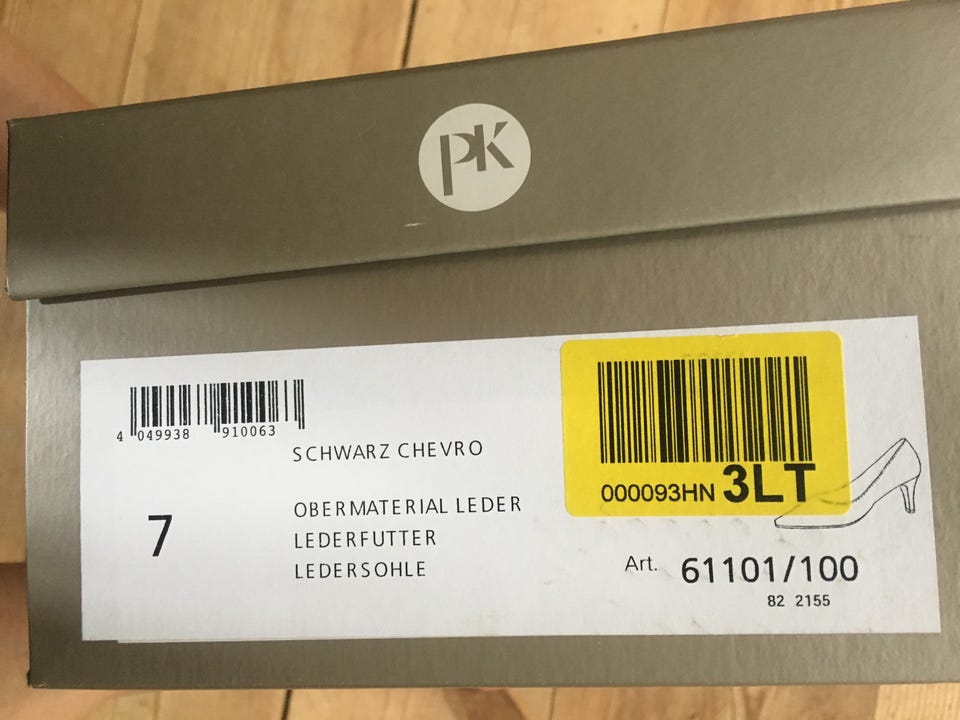 PK
4 049938 910063
SCHWARZ CHEVRO
7
OBERMATERIAL LEDER
LEDERFUTTER
LEDERSOHLE
000093HN 3LT
Art. 61101/100
82 2155